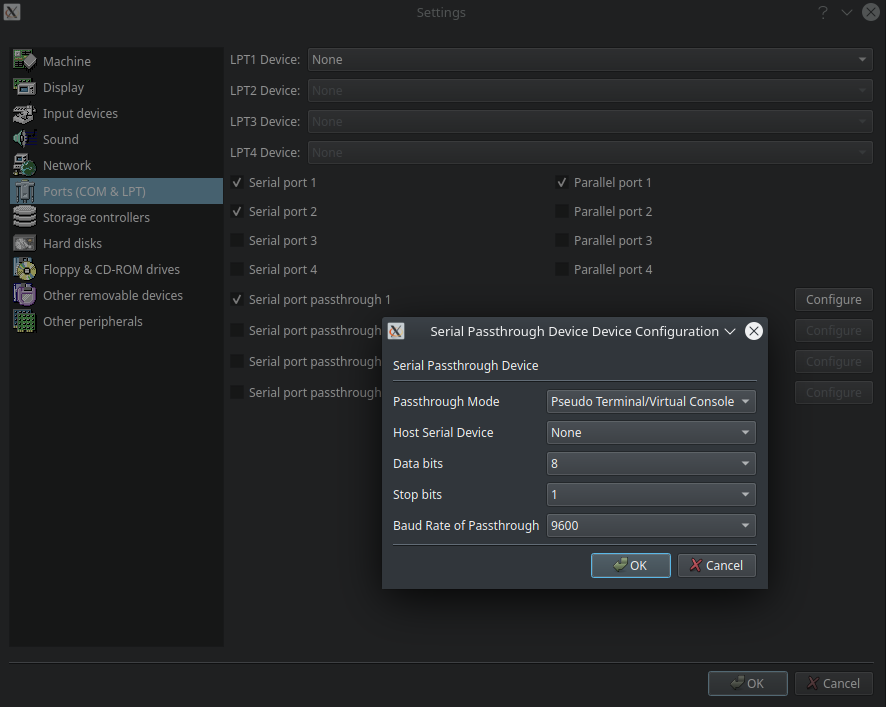 Settings
Machine
Display
Input devices
Sound
Network
Ports (COM & LPT)
Storage controllers
Hard disks
Floppy & CD-ROM drives
Other removable devices
Other peripherals
LPT1 Device: None
LPT2 Device: None
LPT3 Device: None
LPT4 Device: None
Serial port 1 Parallel port 1
Serial port 2 Parallel port 2
Serial port 3 Parallel port 3
Serial port 4 Parallel port 4
Serial port passthrough 1 Configure
Serial port passthrough Configure
Serial port passthrough Configure
Serial port passthrough Configure
Serial Passthrough Device Device Configuration
Serial Passthrough Device
Passthrough Mode Pseudo Terminal/Virtual Console
Host Serial Device None
Data bits 8
Stop bits 1
Baud Rate of Passthrough 9600
OK Cancel
OK Cancel